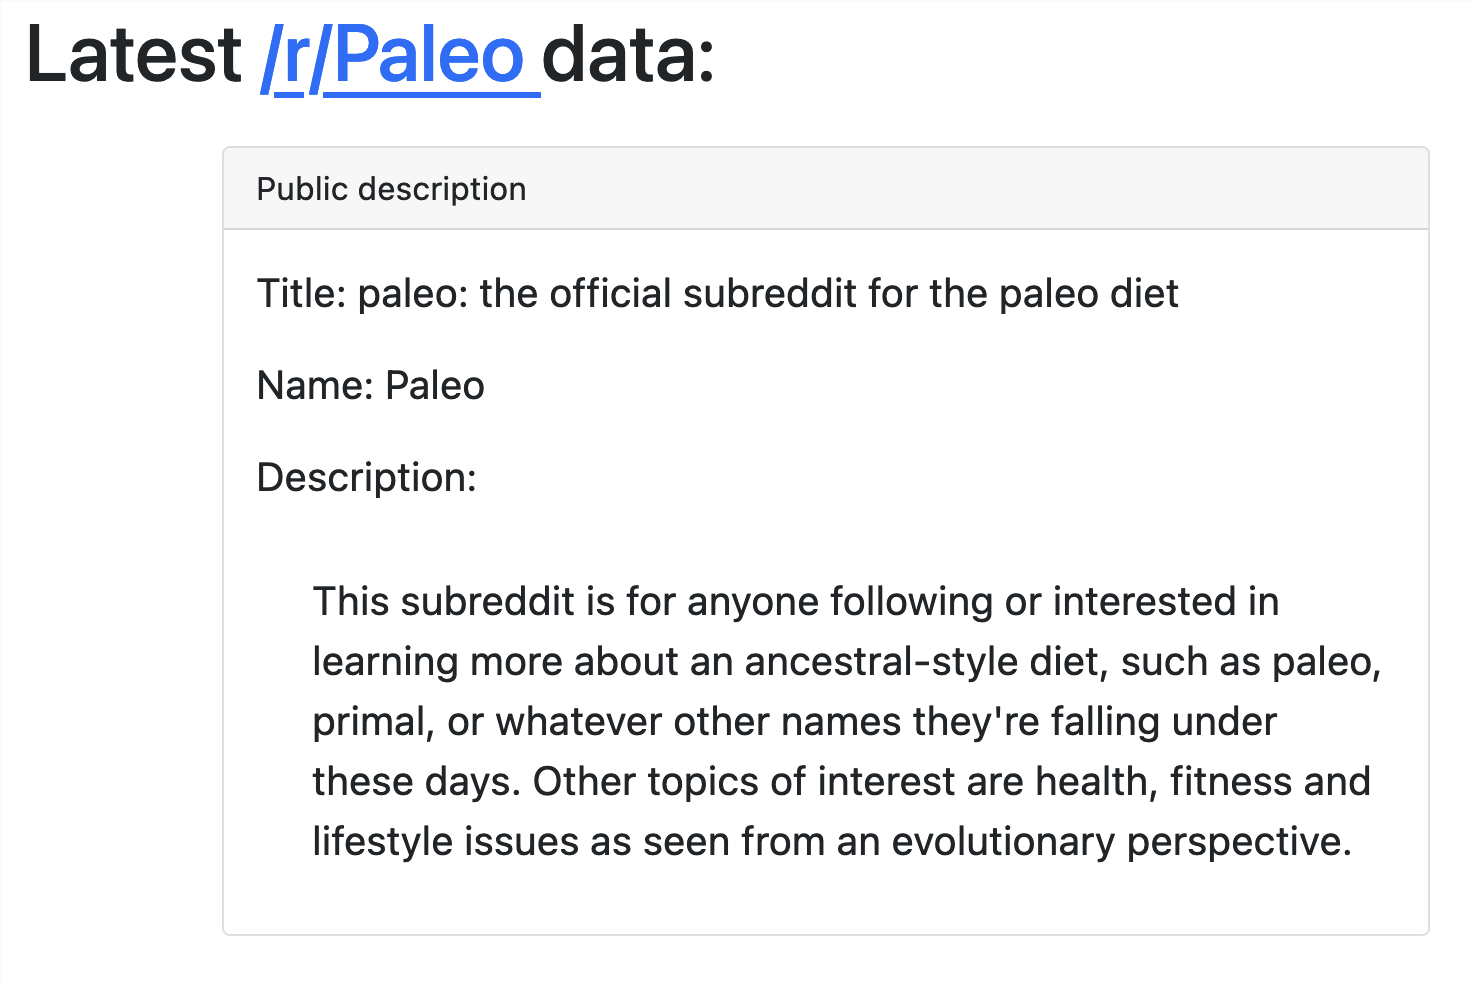 Latest /r/Paleo data:
Public description
Title: paleo: the official subreddit for the paleo diet
Name: Paleo
Description:
This subreddit is for anyone following or interested in
learning more about an ancestral-style diet, such as paleo,
primal, or whatever other names they're falling under
these days. Other topics of interest are health, fitness and
lifestyle issues as seen from an evolutionary perspective.